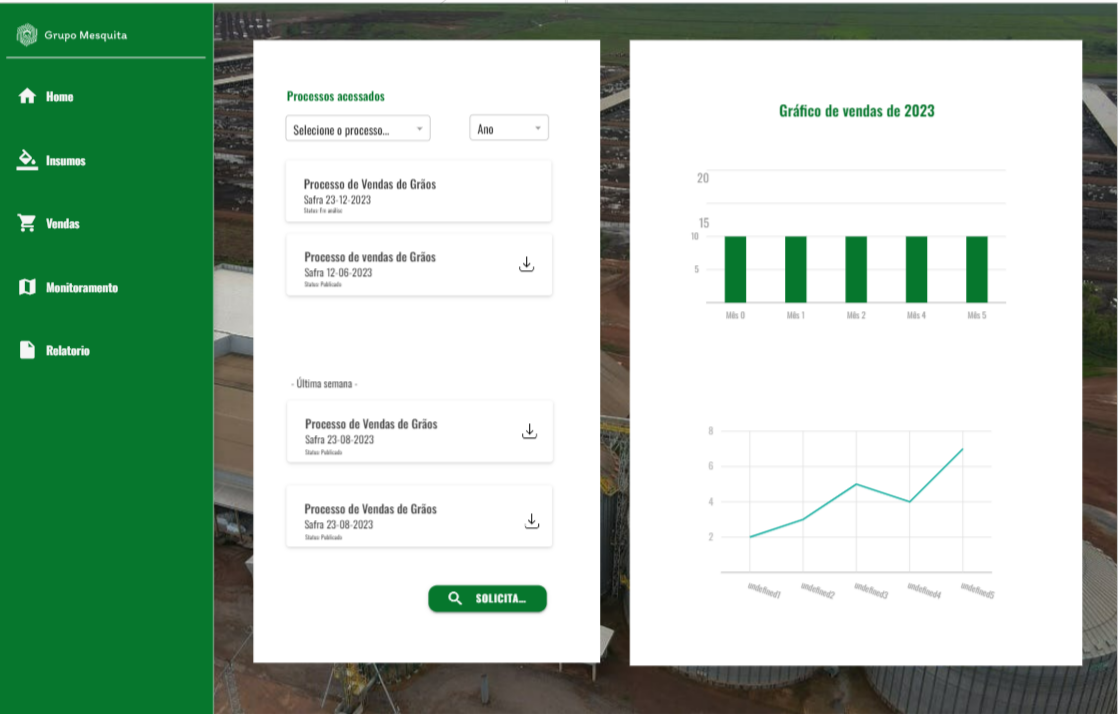 Grupo Mesquita
Home
Insumos
Vendas
Monitoramento
Relatorio
Processos acessados
Selecione o processo...
Ano
Processo de Vendas de Grãos
Safra 23-12-2023
Status: Em análise
Processo de vendas de Grãos
Safra 12-06-2023
Status: Publicado
- Última semana -
Processo de Vendas de Grãos
Safra 23-08-2023
Status: Publicado
Processo de Vendas de Grãos
Safra 23-08-2023
Status: Publicado
SOLICITA...
Gráfico de vendas de 2023
20
15
10
5
Mês 0 Mês 1 Mês 2 Mês 4 Mês 5
8
6
4
2
undefined1 undefined2 undefined3 undefined4 undefined5